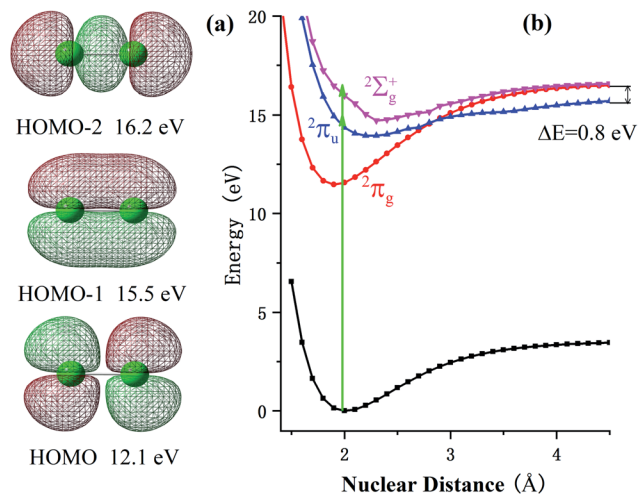 (a)
HOMO-2 16.2 eV
HOMO-1 15.5 eV
HOMO 12.1 eV
(b)
20
15
10
5
0
Energy (eV)
²Σg⁺
²πu
²πg
ΔE=0.8 eV
2
3
4
Nuclear Distance (Å)